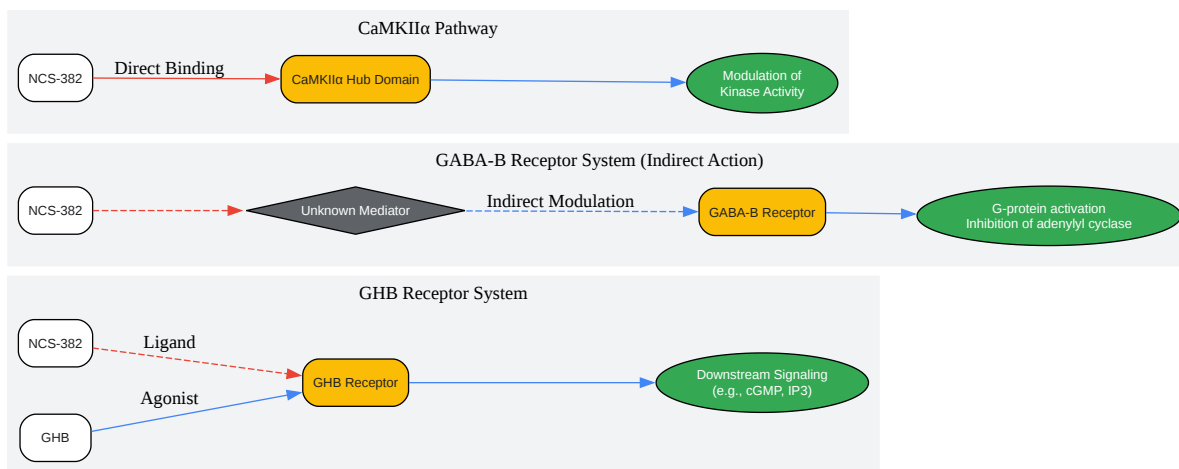 CaMKIIα Pathway
NCS-382
Direct Binding
CaMKIIα Hub Domain
Modulation of
Kinase Activity
GABA-B Receptor System (Indirect Action)
NCS-382
Unknown Mediator
Indirect Modulation
GABA-B Receptor
G-protein activation
Inhibition of adenylyl cyclase
GHB Receptor System
NCS-382
Ligand
Agonist
GHB
GHB Receptor
Downstream Signaling
(e.g., cGMP, IP3)